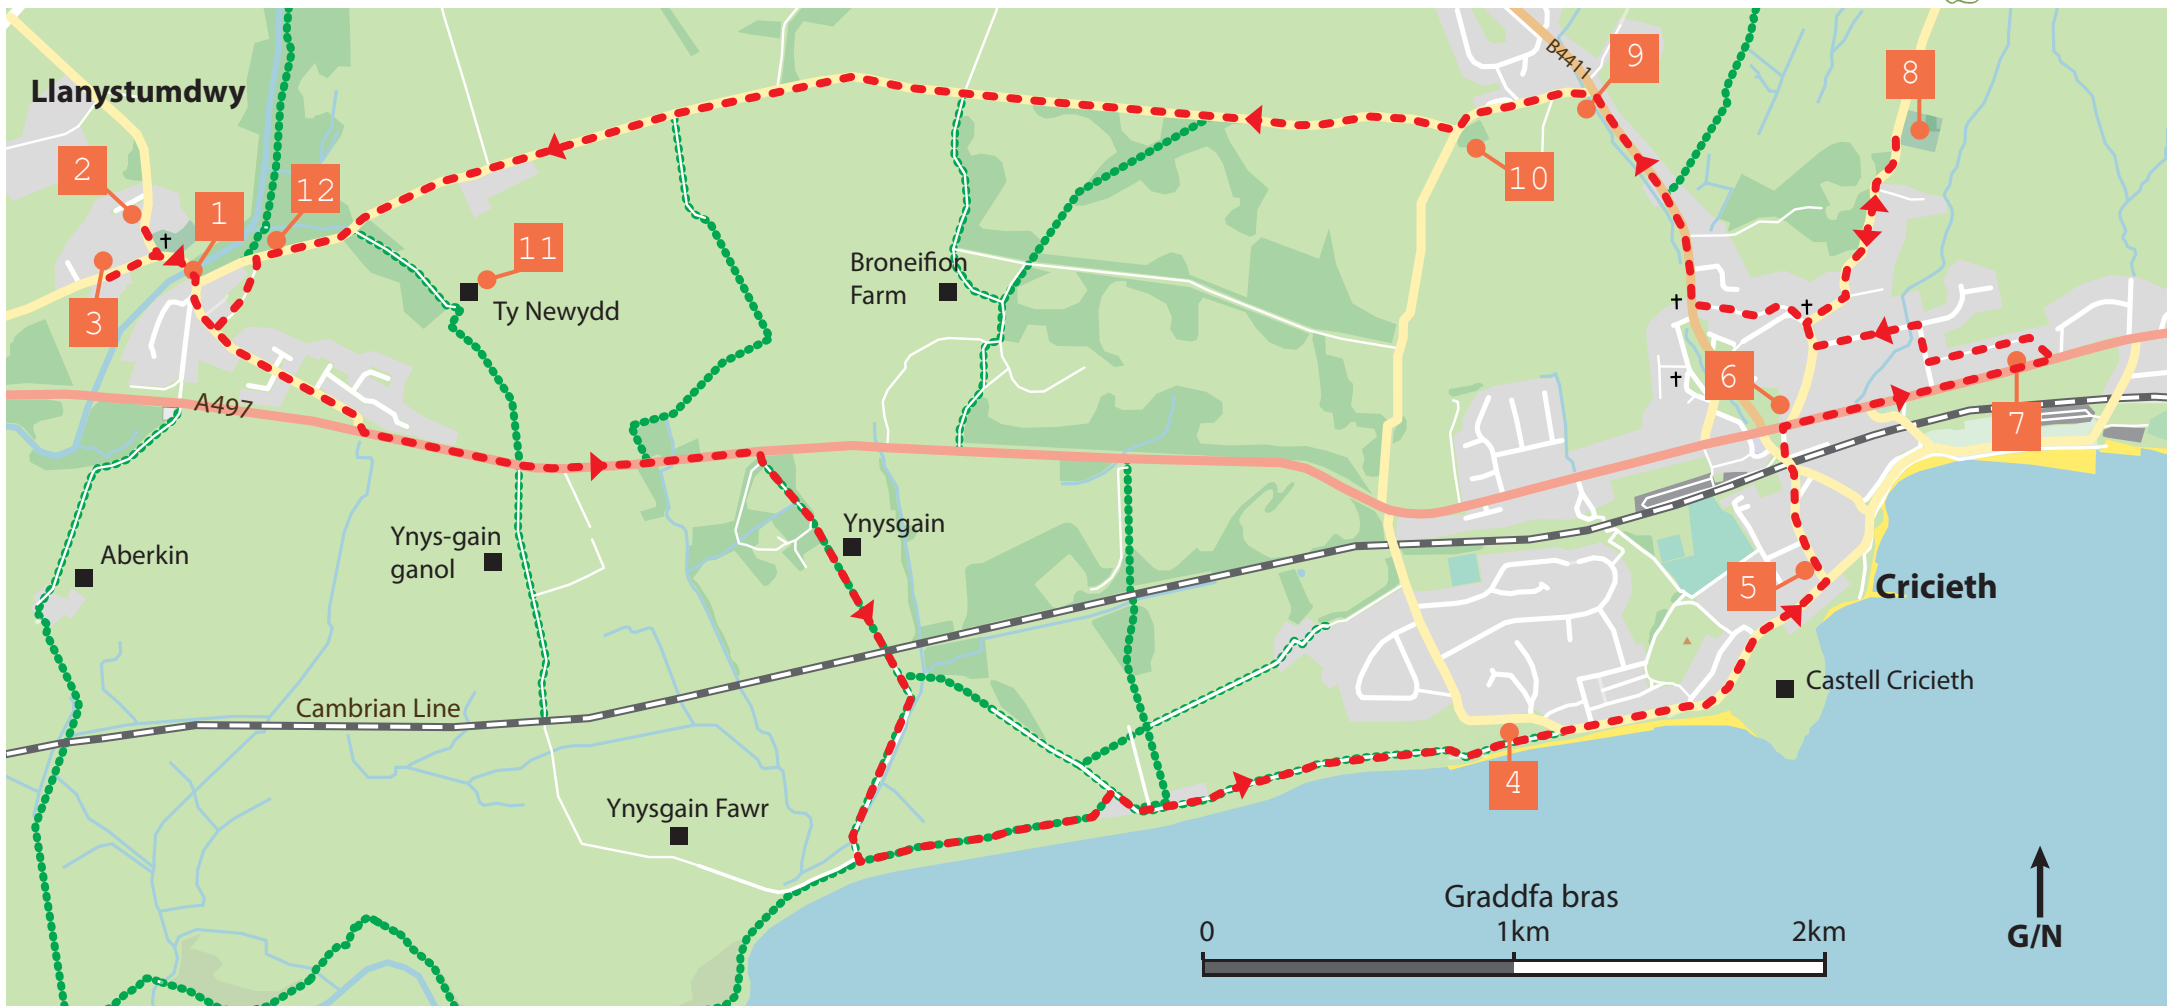 Llanystumdwy
B4411
9
8
2
12
1
10
11
Broneifion
Farm
Ty Newydd
3
6
A497
7
Ynysgain
Ynys-gain
ganol
Aberkin
5
Cricieth
Castell Cricieth
Cambrian Line
4
Ynysgain Fawr
Graddfa bras
0 1km 2km
G/N